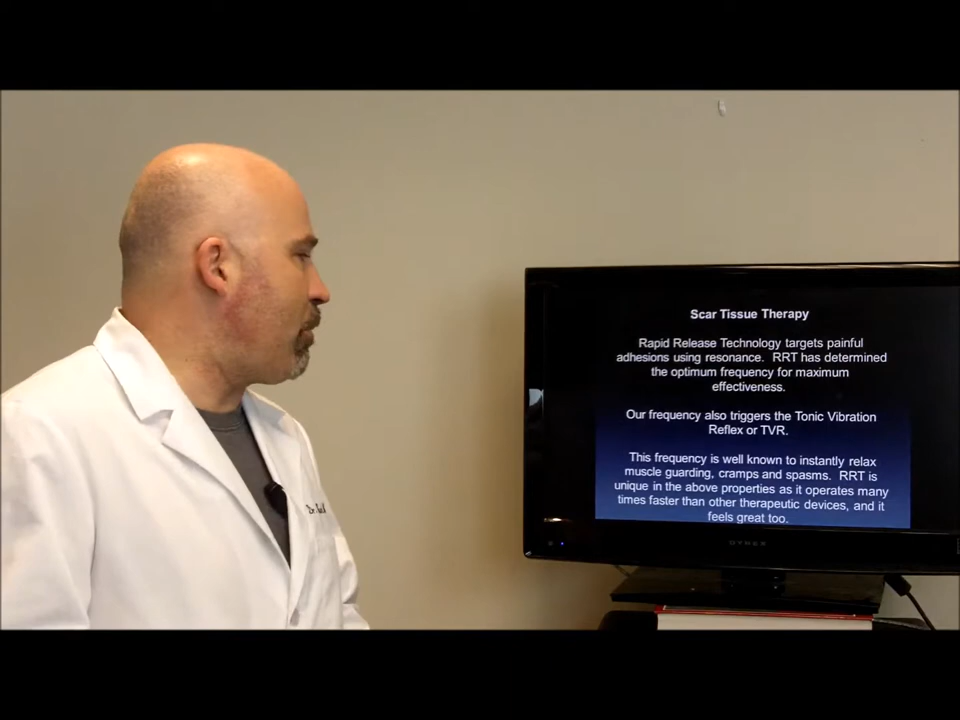 Scar Tissue Therapy
Rapid Release Technology targets painful
adhesions using resonance. RRT has determined
the optimum frequency for maximum
effectiveness.
Our frequency also triggers the Tonic Vibration
Reflex or TVR.
This frequency is well known to instantly relax
muscle guarding, cramps and spasms. RRT is
unique in the above properties as it operates many
times faster than other therapeutic devices, and it
feels great too.
DYNEX
Dr.